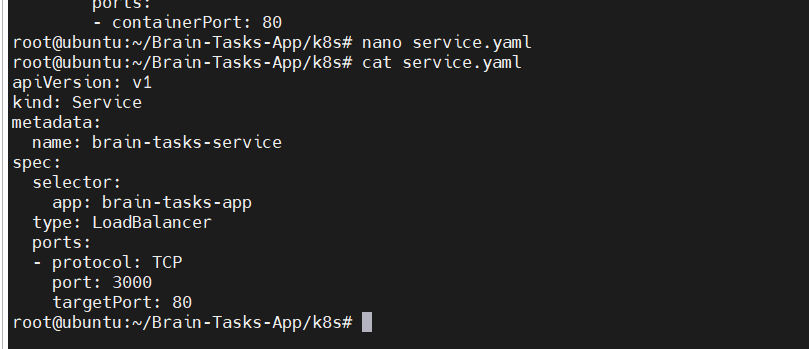 ports:
- containerPort: 80
root@ubuntu:~/Brain-Tasks-App/k8s# nano service.yaml
root@ubuntu:~/Brain-Tasks-App/k8s# cat service.yaml
apiVersion: v1
kind: Service
metadata:
  name: brain-tasks-service
spec:
  selector:
    app: brain-tasks-app
  type: LoadBalancer
  ports:
  - protocol: TCP
    port: 3000
    targetPort: 80
root@ubuntu:~/Brain-Tasks-App/k8s#